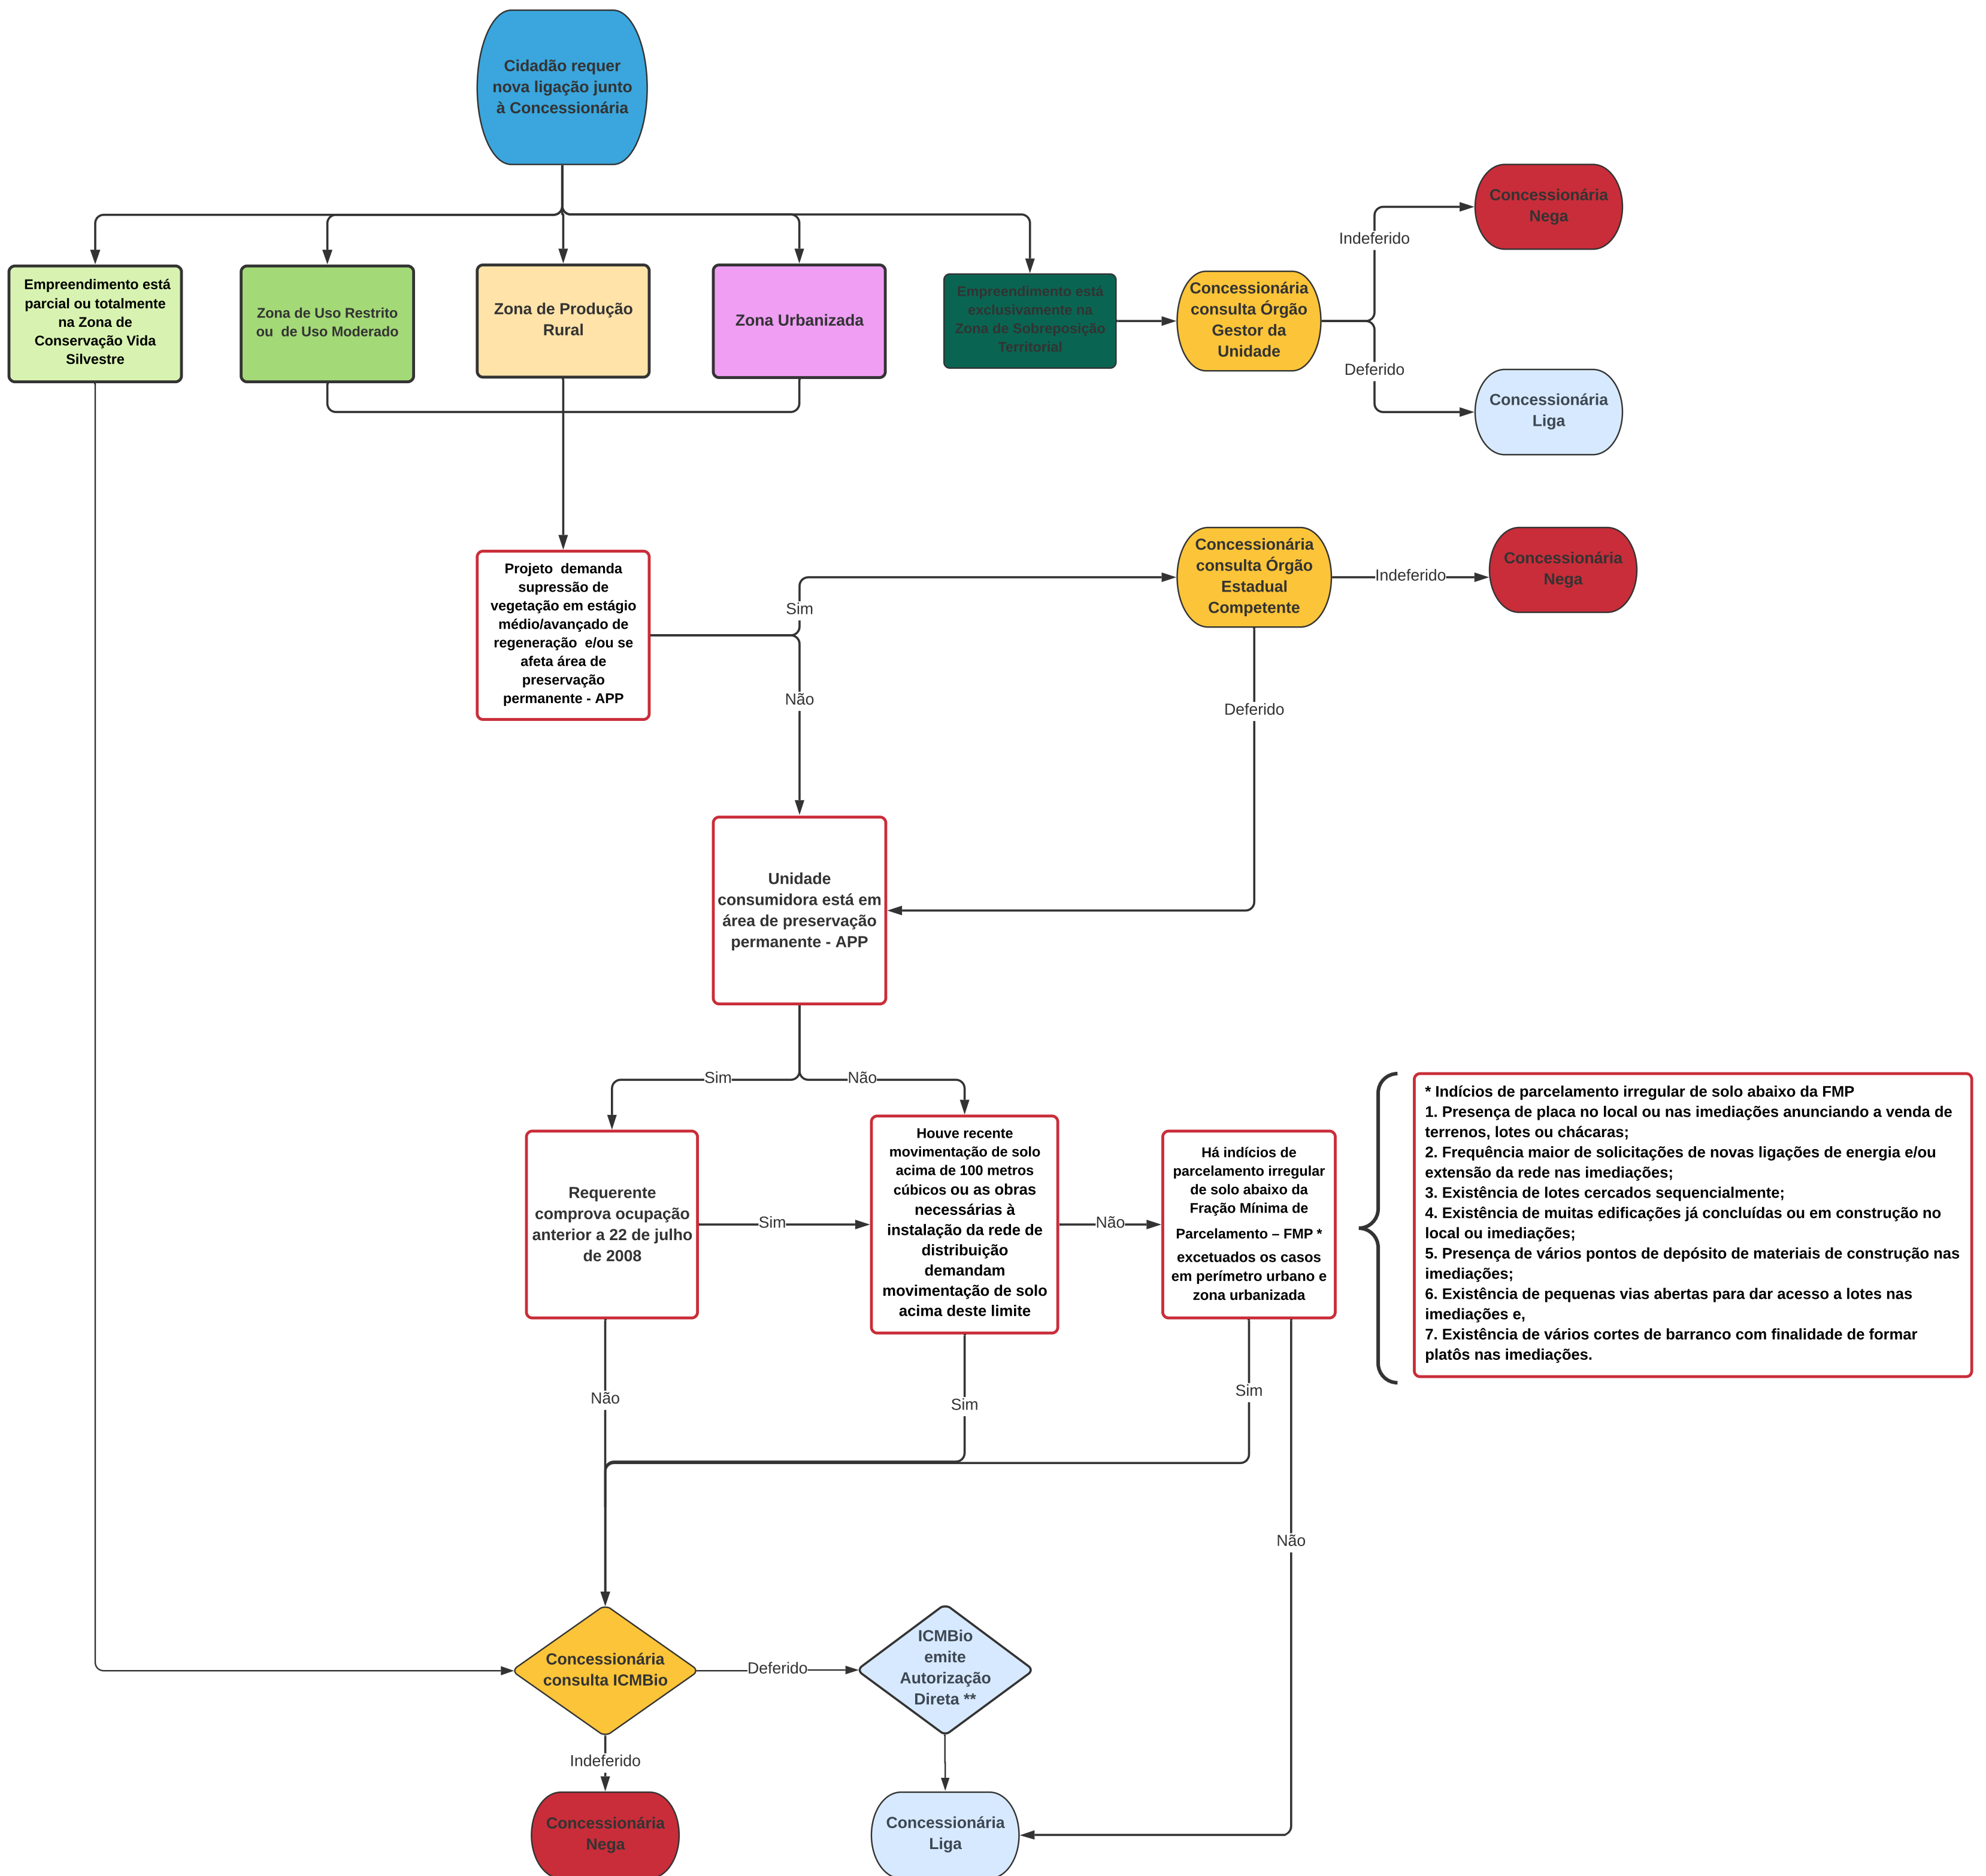 Cidadão requer
nova ligação junto
à Concessionária
Concessionária
Nega
Indeferido
Empreendimento está
parcial ou totalmente
na Zona de
Conservação Vida
Silvestre
Zona de Uso Restrito
ou de Uso Moderado
Zona de Produção
Rural
Zona Urbanizada
Empreendimento está
exclusivamente na
Zona de Sobreposição
Territorial
Concessionária
consulta Órgão
Gestor da
Unidade
Deferido
Concessionária
Liga
Projeto demanda
supressão de
vegetação em estágio
médio/avançado de
regeneração e/ou se
afeta área de
preservação
permanente - APP
Sim
Não
Concessionária
consulta Órgão
Estadual
Competente
Indeferido
Concessionária
Nega
Deferido
Unidade
consumidora está em
área de preservação
permanente - APP
Sim
Não
Requerente
comprova ocupação
anterior a 22 de julho
de 2008
Sim
Houve recente
movimentação de solo
acima de 100 metros
cúbicos ou as obras
necessárias à
instalação da rede de
distribuição
demandam
movimentação de solo
acima deste limite
Não
Há indícios de
parcelamento irregular
de solo abaixo da
Fração Mínima de
Parcelamento – FMP *
excetuados os casos
em perímetro urbano e
zona urbanizada
* Indícios de parcelamento irregular de solo abaixo da FMP
1. Presença de placa no local ou nas imediações anunciando a venda de
terrenos, lotes ou chácaras;
2. Frequência maior de solicitações de novas ligações de energia e/ou
extensão da rede nas imediações;
3. Existência de lotes cercados sequencialmente;
4. Existência de muitas edificações já concluídas ou em construção no
local ou imediações;
5. Presença de vários pontos de depósito de materiais de construção nas
imediações;
6. Existência de pequenas vias abertas para dar acesso a lotes nas
imediações e,
7. Existência de vários cortes de barranco com finalidade de formar
platôs nas imediações.
Não
Sim
Sim
Não
Concessionária
consulta ICMBio
Deferido
ICMBio
emite
Autorização
Direta **
Indeferido
Concessionária
Nega
Concessionária
Liga